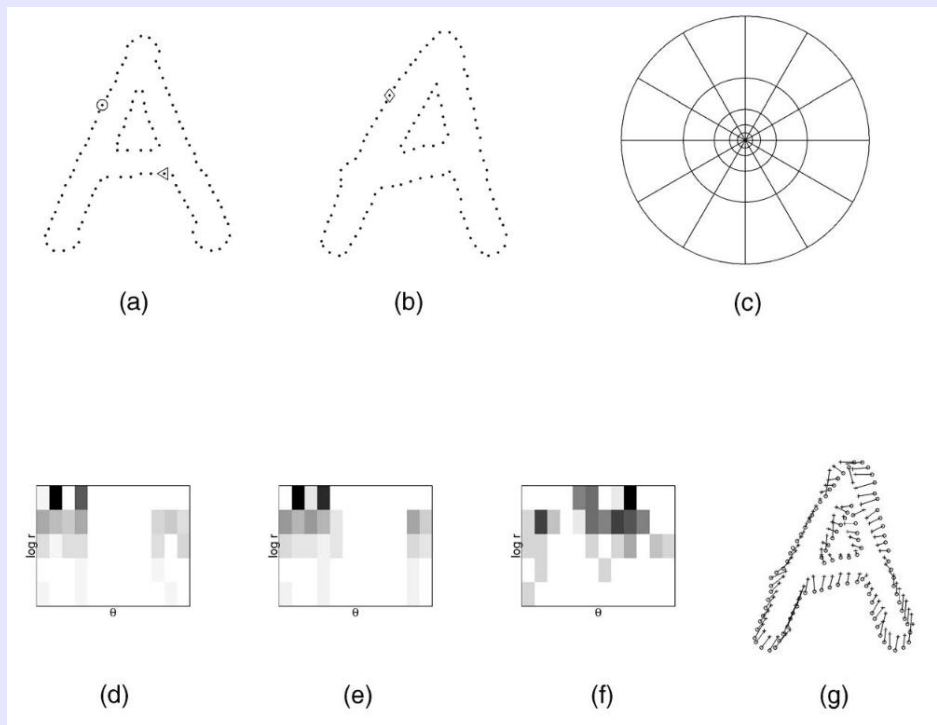 (a) (b) (c)
log r log r log r
θ θ θ
(d) (e) (f) (g)